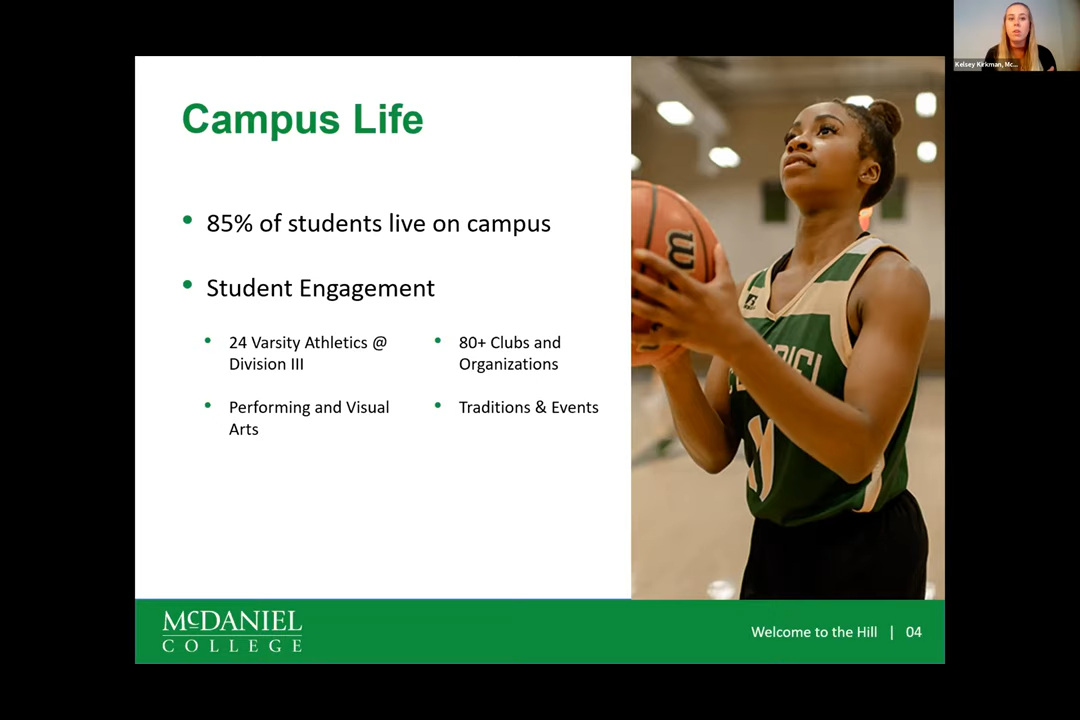 Kelsey Kirkman, Mc...
Campus Life
• 85% of students live on campus
• Student Engagement
• 24 Varsity Athletics @
Division III
• Performing and Visual
Arts
• 80+ Clubs and
Organizations
• Traditions & Events
McDANIEL
COLLEGE
Welcome to the Hill | 04